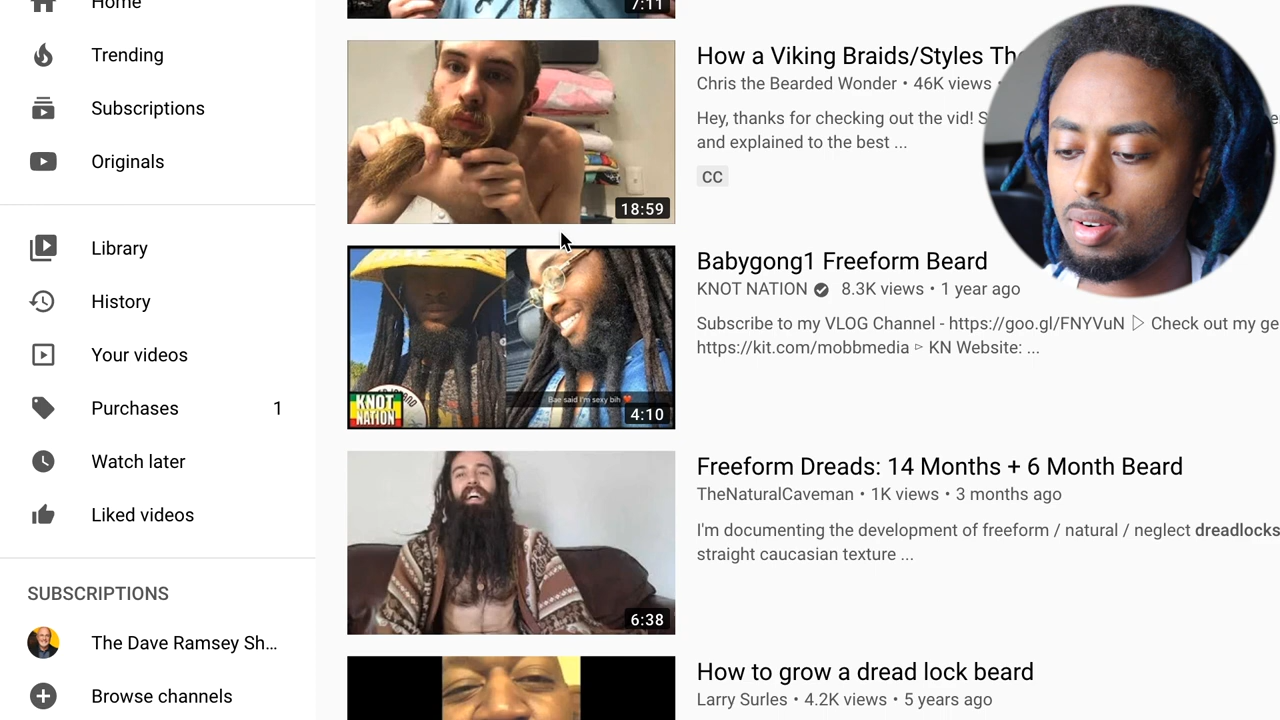 Home
Trending
Subscriptions
Originals
Library
History
Your videos
Purchases 1
Watch later
Liked videos
SUBSCRIPTIONS
The Dave Ramsey Sh...
Browse channels
7:11
18:59
How a Viking Braids/Styles Th
Chris the Bearded Wonder • 46K views •
Hey, thanks for checking out the vid! S
and explained to the best ...
CC
KNOT
NATION
Bae said I'm sexy bih ❤️
4:10
Babygong1 Freeform Beard
KNOT NATION 8.3K views • 1 year ago
Subscribe to my VLOG Channel - https://goo.gl/FNYVuN ▷ Check out my ge
https://kit.com/mobbmedia ▹ KN Website: ...
6:38
Freeform Dreads: 14 Months + 6 Month Beard
TheNaturalCaveman • 1K views • 3 months ago
I'm documenting the development of freeform / natural / neglect dreadlocks
straight caucasian texture ...
How to grow a dread lock beard
Larry Surles • 4.2K views • 5 years ago